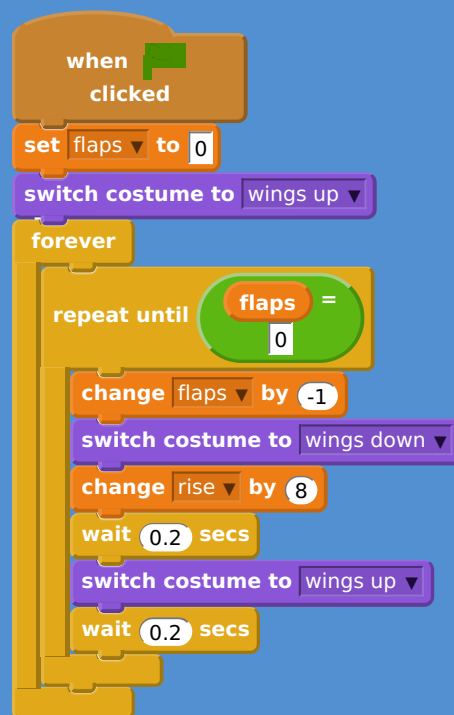 when
clicked
set flaps ▼ to 0
switch costume to wings up ▼
forever
repeat until flaps =
0
change flaps ▼ by -1
switch costume to wings down ▼
change rise ▼ by 8
wait 0.2 secs
switch costume to wings up ▼
wait 0.2 secs